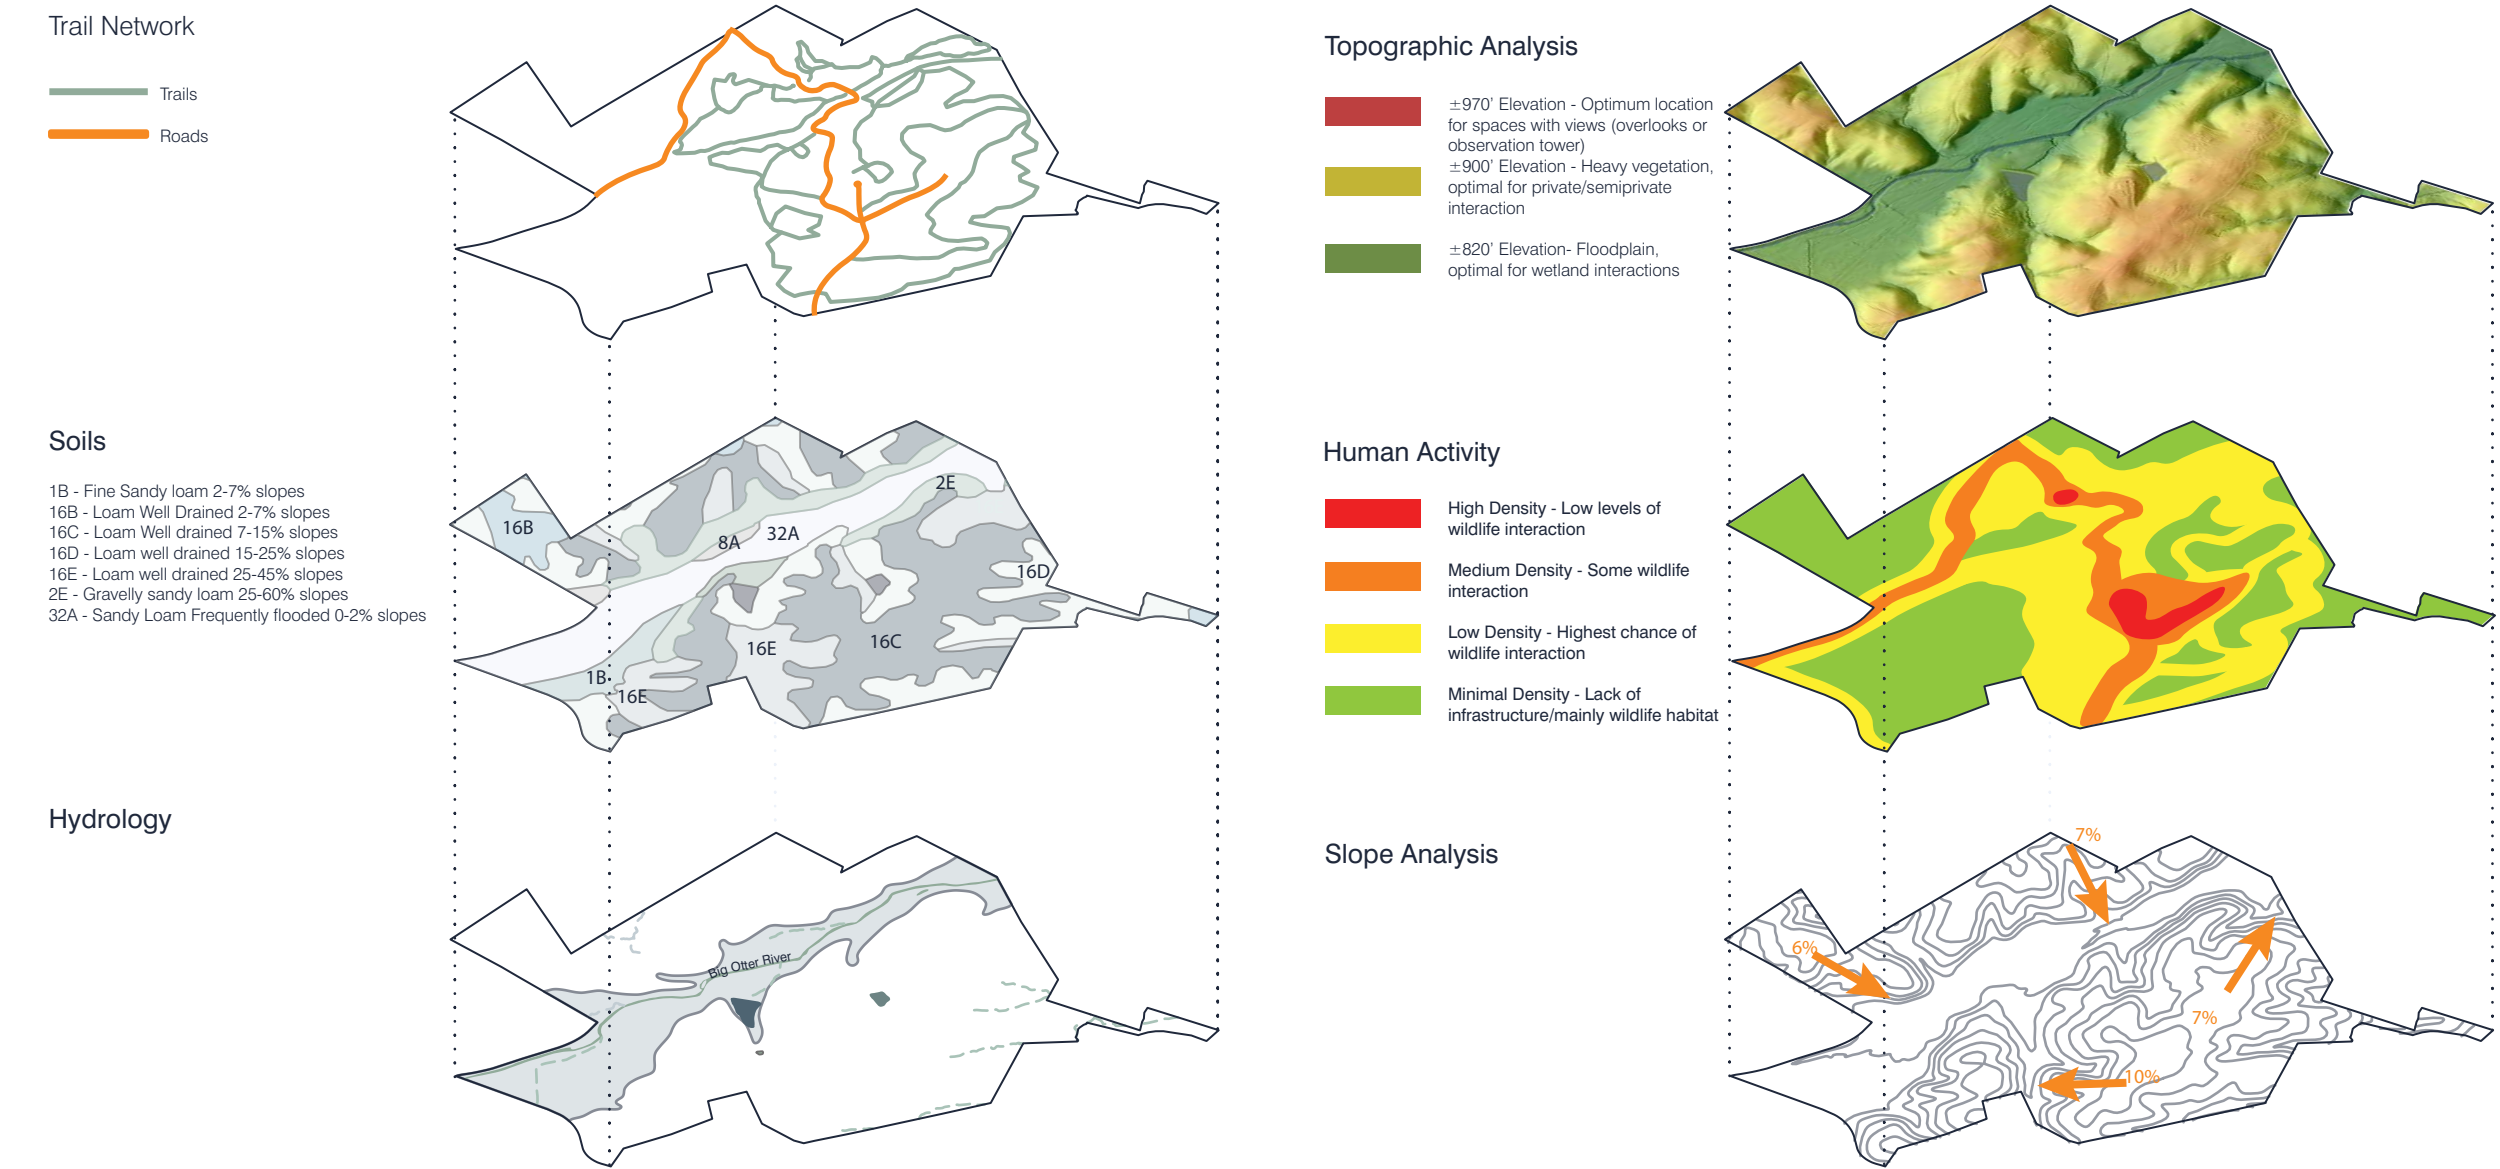 Trail Network
Trails
Roads
Soils
1B - Fine Sandy loam 2-7% slopes
16B - Loam Well Drained 2-7% slopes
16C - Loam Well drained 7-15% slopes
16D - Loam well drained 15-25% slopes
16E - Loam well drained 25-45% slopes
2E - Gravelly sandy loam 25-60% slopes
32A - Sandy Loam Frequently flooded 0-2% slopes
16B
8A
32A
2E
16D
16E
16C
1B
16E
Hydrology
Big Otter River
Topographic Analysis
±970’ Elevation - Optimum location
for spaces with views (overlooks or
observation tower)
±900’ Elevation - Heavy vegetation,
optimal for private/semiprivate
interaction
±820’ Elevation- Floodplain,
optimal for wetland interactions
Human Activity
High Density - Low levels of
wildlife interaction
Medium Density - Some wildlife
interaction
Low Density - Highest chance of
wildlife interaction
Minimal Density - Lack of
infrastructure/mainly wildlife habitat
Slope Analysis
7%
6%
7%
10%